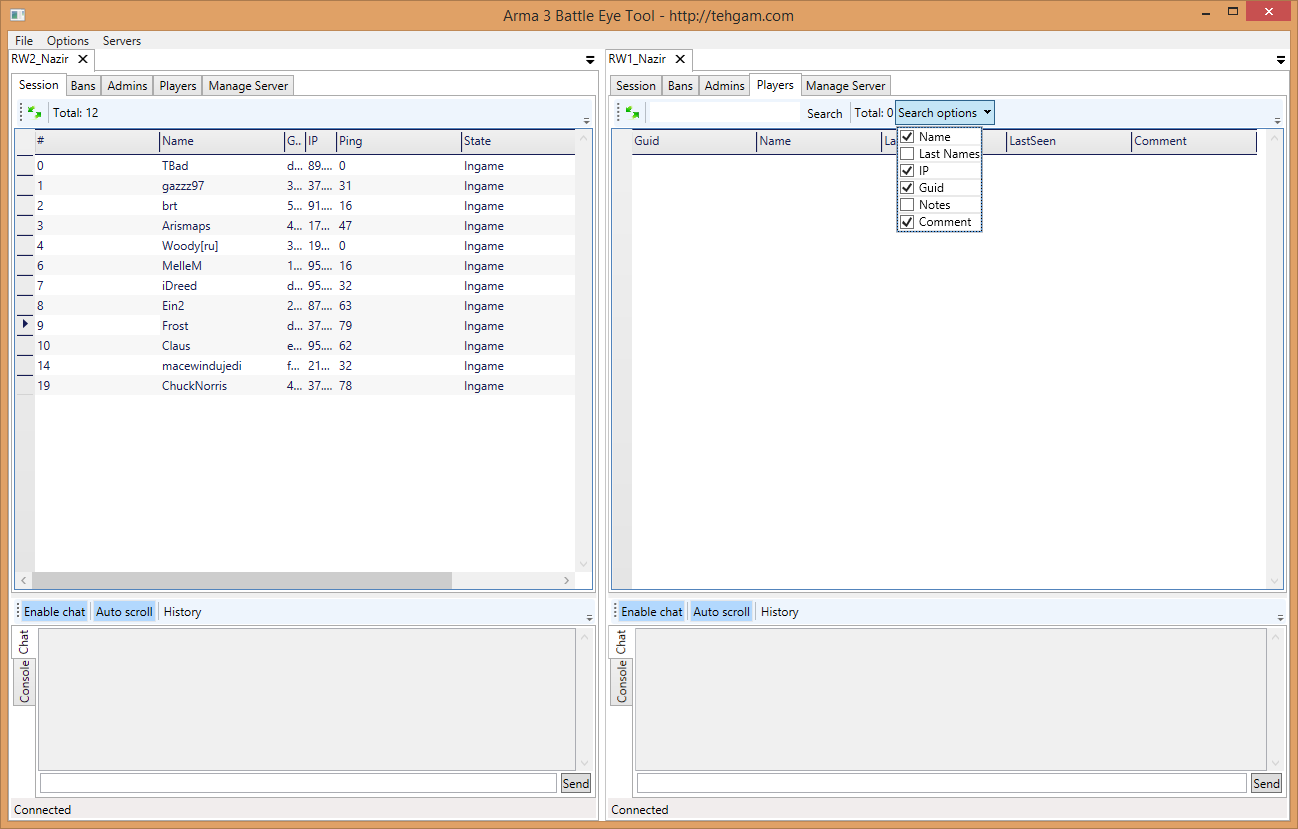 Arma 3 Battle Eye Tool - http://tehgam.com
File Options Servers
RW2_Nazir
Session Bans Admins Players Manage Server
Total: 12
# Name G.. IP Ping State
0 TBad d... 89.... 0 Ingame
1 gazzz97 3... 37.... 31 Ingame
2 brt 5... 91.... 16 Ingame
3 Arismaps 4... 17... 47 Ingame
4 Woody[ru] 3... 19... 0 Ingame
6 MelleM 1... 95.... 16 Ingame
7 iDreed d... 95.... 32 Ingame
8 Ein2 2... 87.... 63 Ingame
9 Frost d... 37.... 79 Ingame
10 Claus e... 95.... 62 Ingame
14 macewindujedi f... 21... 32 Ingame
19 ChuckNorris 4... 37.... 78 Ingame
Enable chat Auto scroll History
Chat
Console
Send
Connected
RW1_Nazir
Session Bans Admins Players Manage Server
Search Total: 0 Search options
Guid Name La LastSeen Comment
Name
Last Names
IP
Guid
Notes
Comment
Enable chat Auto scroll History
Chat
Console
Send
Connected